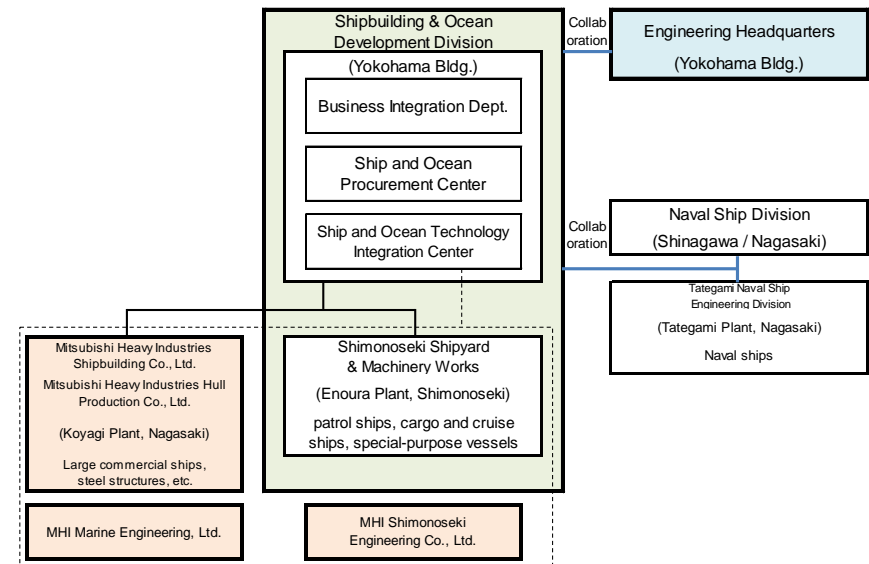 Shipbuilding & Ocean
Development Division
(Yokohama Bldg.)
Business Integration Dept.
Ship and Ocean
Procurement Center
Ship and Ocean Technology
Integration Center
Collab
oration
Engineering Headquarters
(Yokohama Bldg.)
Collab
oration
Naval Ship Division
(Shinagawa / Nagasaki)
Tategami Naval Ship
Engineering Division
(Tategami Plant, Nagasaki)
Naval ships
Mitsubishi Heavy Industries
Shipbuilding Co., Ltd.
Mitsubishi Heavy Industries Hull
Production Co., Ltd.
(Koyagi Plant, Nagasaki)
Large commercial ships,
steel structures, etc.
Shimonoseki Shipyard
& Machinery Works
(Enoura Plant, Shimonoseki)
patrol ships, cargo and cruise
ships, special-purpose vessels
MHI Marine Engineering, Ltd.
MHI Shimonoseki
Engineering Co., Ltd.